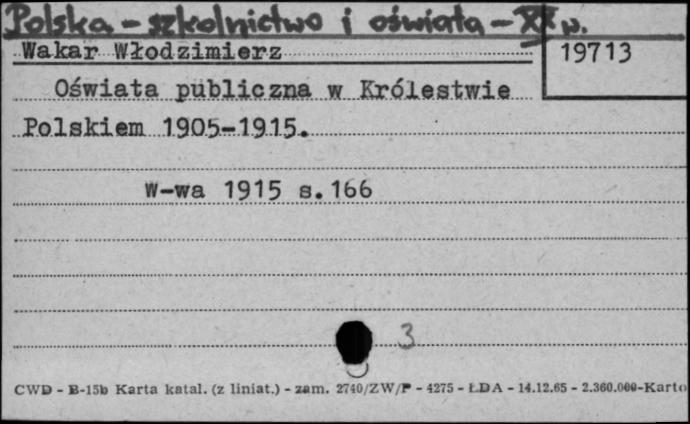 Polska - szkolnictwo i oświata - XX w.
Wakar Włodzimierz 19713
Oświata publiczna w Królestwie
Polskiem 1905-1915.
W-wa 1915 s.166
3
CWD - B-15b Karta katal. (z liniat.) - zam. 2740/ZW/P - 4275 - ŁDA - 14.12.65 - 2.360.000-Karto